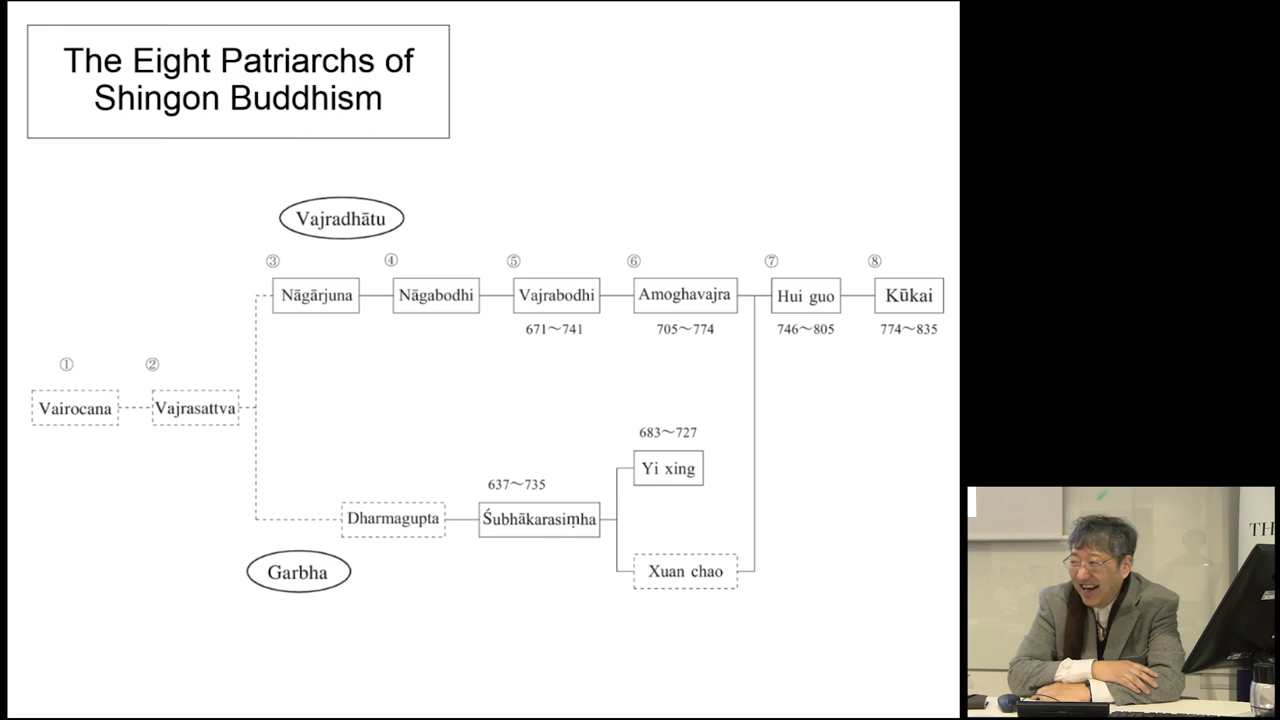 The Eight Patriarchs of
Shingon Buddhism
Vajradhātu
③ ④ ⑤ ⑥ ⑦ ⑧
Nāgārjuna Nāgabodhi Vajrabodhi Amoghavajra Hui guo Kūkai
671～741 705～774 746～805 774～835
① ②
Vairocana Vajrasattva
683～727
Yi xing
637～735
Dharmagupta Śubhākarasiṃha
Xuan chao
Garbha
TH